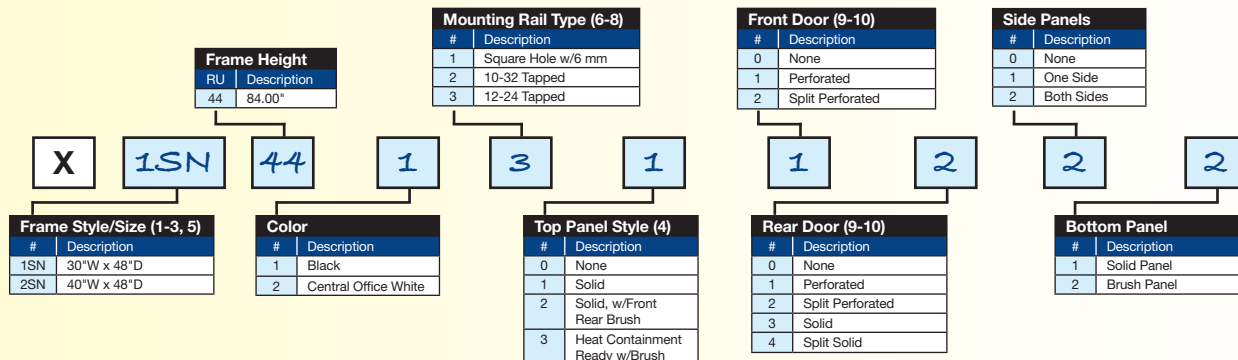 Mounting Rail Type (6-8)
# Description
1 Square Hole w/6 mm
2 10-32 Tapped
3 12-24 Tapped
Front Door (9-10)
# Description
0 None
1 Perforated
2 Split Perforated
Side Panels
# Description
0 None
1 One Side
2 Both Sides
Frame Height
RU Description
44 84.00"
X 1SN 44 1 3 1 1 2 2 2
Frame Style/Size (1-3, 5)
# Description
1SN 30"W x 48"D
2SN 40"W x 48"D
Color
# Description
1 Black
2 Central Office White
Top Panel Style (4)
# Description
0 None
1 Solid
2 Solid, w/Front
Rear Brush
3 Heat Containment
Ready w/Brush
Rear Door (9-10)
# Description
0 None
1 Perforated
2 Split Perforated
3 Solid
4 Split Solid
Bottom Panel
# Description
1 Solid Panel
2 Brush Panel